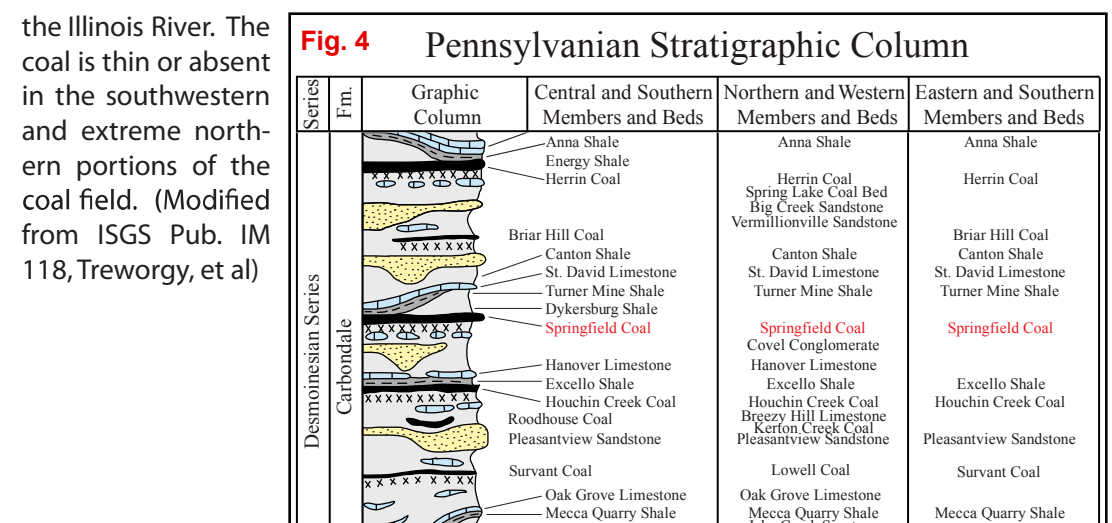 the Illinois River. The
coal is thin or absent
in the southwestern
and extreme north-
ern portions of the
coal field. (Modified
from ISGS Pub. IM
118, Treworgy, et al)
Fig. 4
Pennsylvanian Stratigraphic Column
Series
Fm.
Graphic
Column
Central and Southern
Members and Beds
Northern and Western
Members and Beds
Eastern and Southern
Members and Beds
Desmoinesian Series
Carbondale
Anna Shale
Energy Shale
Herrin Coal
Briar Hill Coal
Canton Shale
St. David Limestone
Turner Mine Shale
Dykersburg Shale
Springfield Coal
Hanover Limestone
Excello Shale
Houchin Creek Coal
Roodhouse Coal
Pleasantview Sandstone
Survant Coal
Oak Grove Limestone
Mecca Quarry Shale
Anna Shale
Herrin Coal
Spring Lake Coal Bed
Big Creek Sandstone
Vermillionville Sandstone
Canton Shale
St. David Limestone
Turner Mine Shale
Springfield Coal
Covel Conglomerate
Hanover Limestone
Excello Shale
Houchin Creek Coal
Breezy Hill Limestone
Kerton Creek Coal
Pleasantview Sandstone
Lowell Coal
Oak Grove Limestone
Mecca Quarry Shale
Anna Shale
Herrin Coal
Briar Hill Coal
Canton Shale
St. David Limestone
Turner Mine Shale
Springfield Coal
Excello Shale
Houchin Creek Coal
Pleasantview Sandstone
Survant Coal
Mecca Quarry Shale